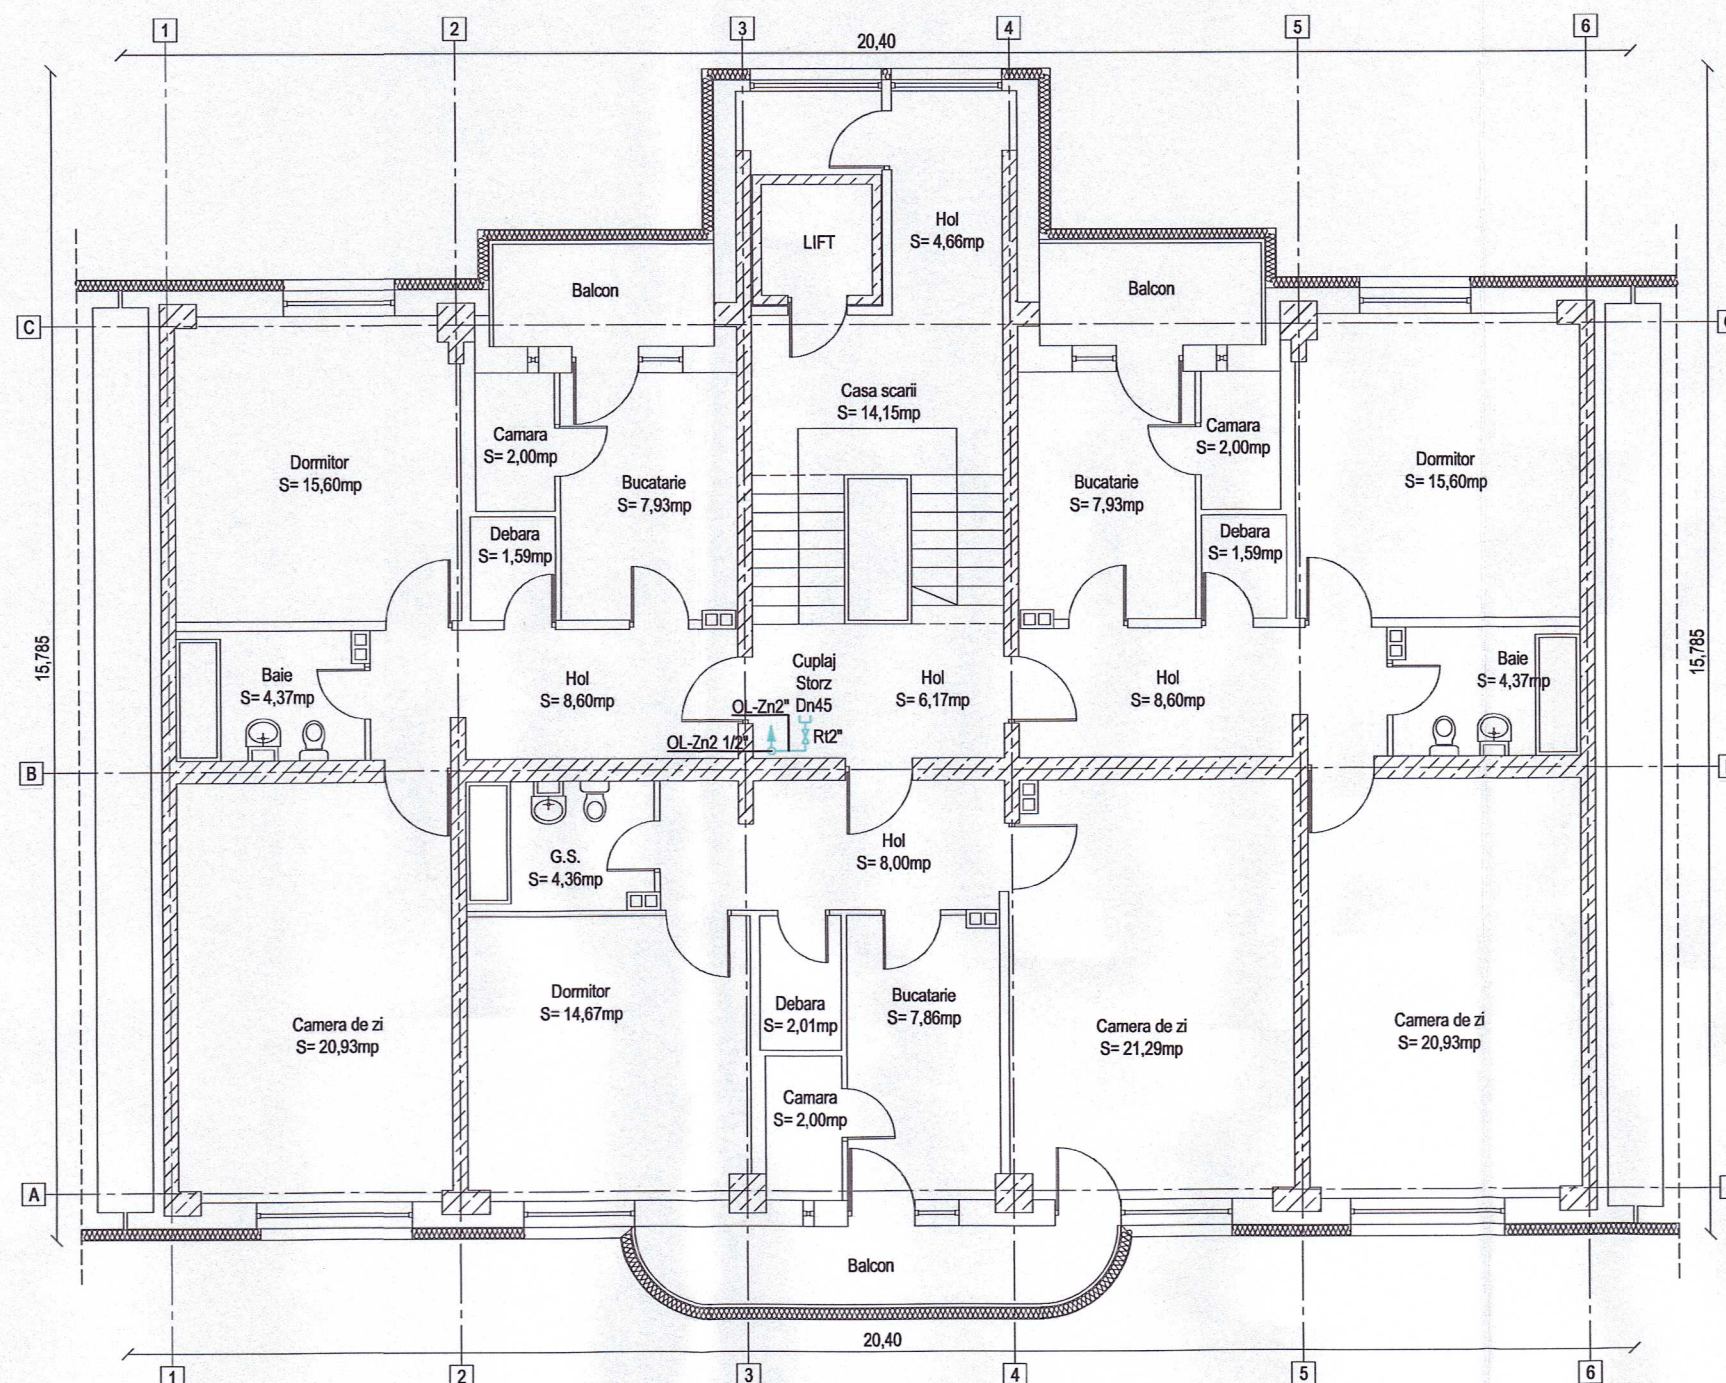 1
2
3
4
5
6
20,40
Hol
S= 4,66mp
LIFT
Balcon
Balcon
C
Casa scarii
S= 14,15mp
Camara
S= 2,00mp
Camara
S= 2,00mp
Dormitor
S= 15,60mp
Bucatarie
S= 7,93mp
Bucatarie
S= 7,93mp
Dormitor
S= 15,60mp
Debara
S= 1,59mp
Debara
S= 1,59mp
15,785
15,785
Baie
S= 4,37mp
Hol
S= 8,60mp
Cuplaj
Storz
Dn45
OL-Zn2"
Rt2"
OL-Zn2 1/2"
Hol
S= 6,17mp
Hol
S= 8,60mp
Baie
S= 4,37mp
B
G.S.
S= 4,36mp
Hol
S= 8,00mp
Dormitor
S= 14,67mp
Debara
S= 2,01mp
Bucatarie
S= 7,86mp
Camera de zi
S= 20,93mp
Camera de zi
S= 21,29mp
Camera de zi
S= 20,93mp
Camara
S= 2,00mp
A
Balcon
20,40
1
2
3
4
5
6